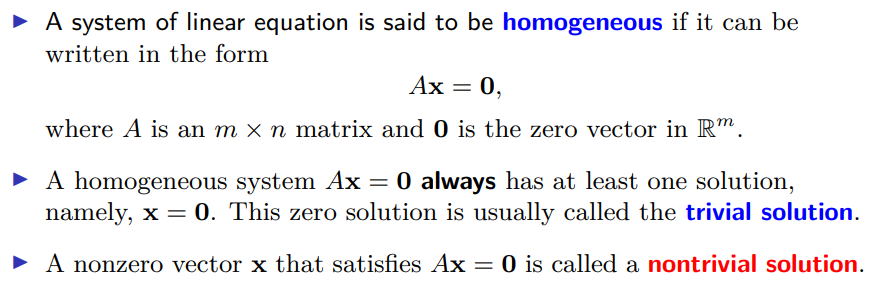 ▶ A system of linear equation is said to be homogeneous if it can be
written in the form
Ax = 0,
where A is an m × n matrix and 0 is the zero vector in ℝᵐ.
▶ A homogeneous system Ax = 0 always has at least one solution,
namely, x = 0. This zero solution is usually called the trivial solution.
▶ A nonzero vector x that satisfies Ax = 0 is called a nontrivial solution.